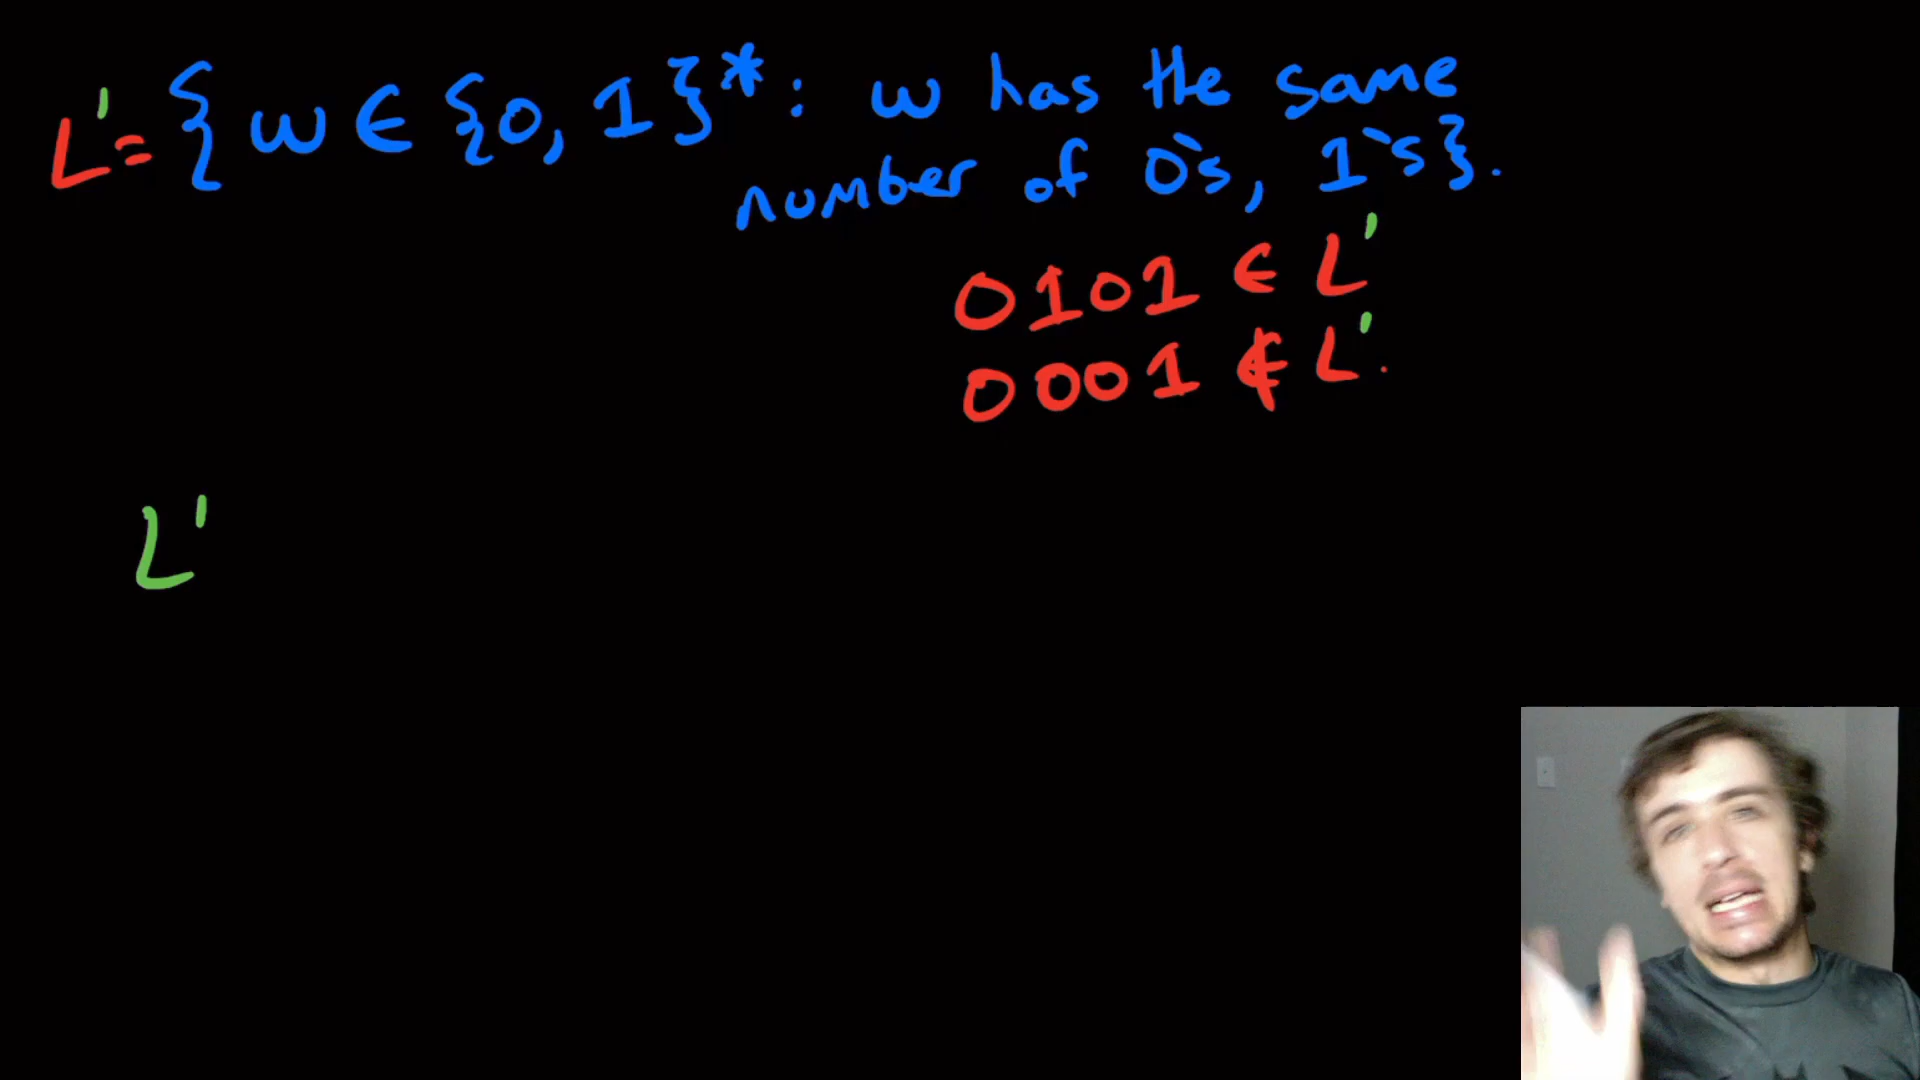 L'= {w ∈ {0, 1}*: w has the same
number of 0`s, 1`s}.
0101 ∈ L'
0001 ∉ L'.
L'